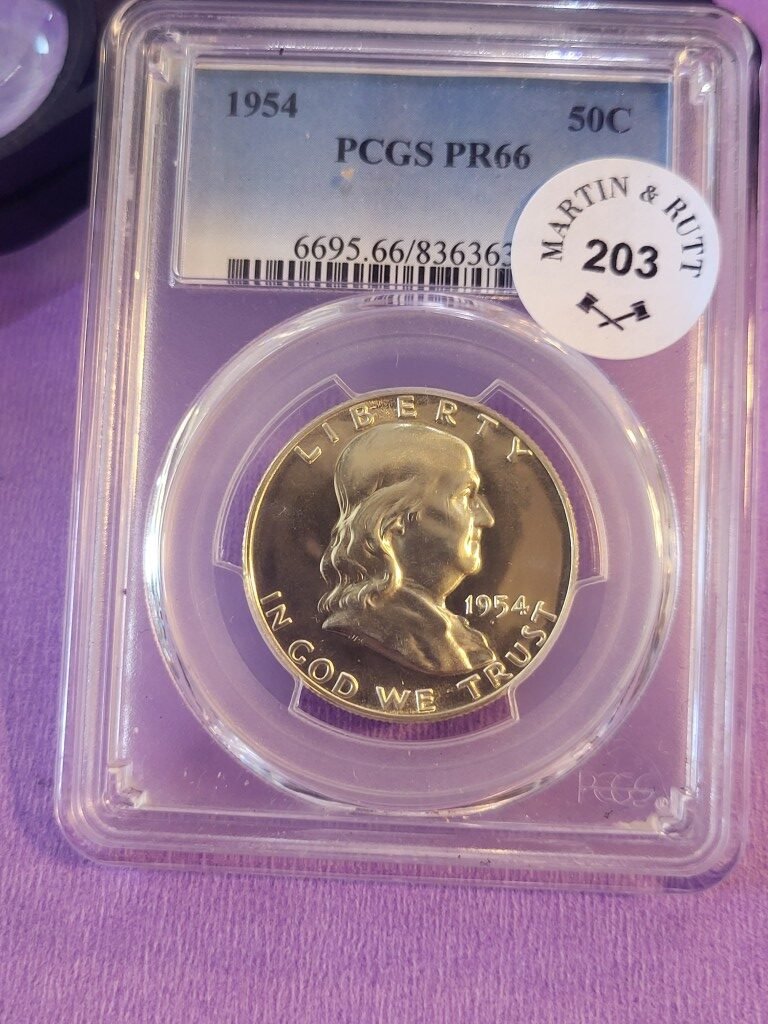 1954 50C
PCGS PR66
6695.66/836363
MARTIN & RUTT
203
LIBERTY
1954
IN GOD WE TRUST
PCGS